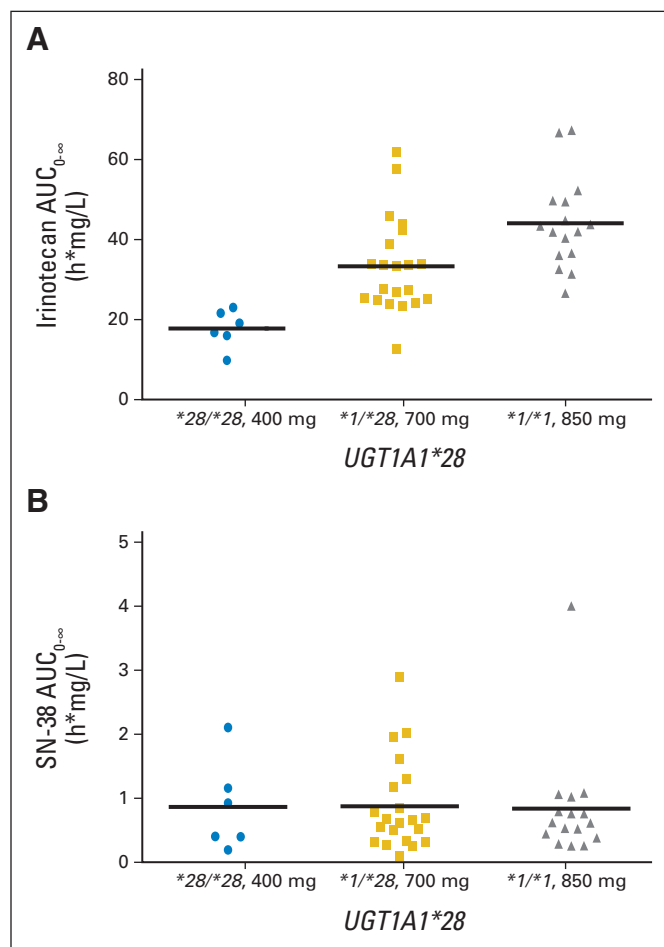 A
80
60
40
20
0
Irinotecan AUC0-∞
(h*mg/L)
*28/*28, 400 mg
*1/*28, 700 mg
*1/*1, 850 mg
UGT1A1*28
B
5
4
3
2
1
0
SN-38 AUC0-∞
(h*mg/L)
*28/*28, 400 mg
*1/*28, 700 mg
*1/*1, 850 mg
UGT1A1*28